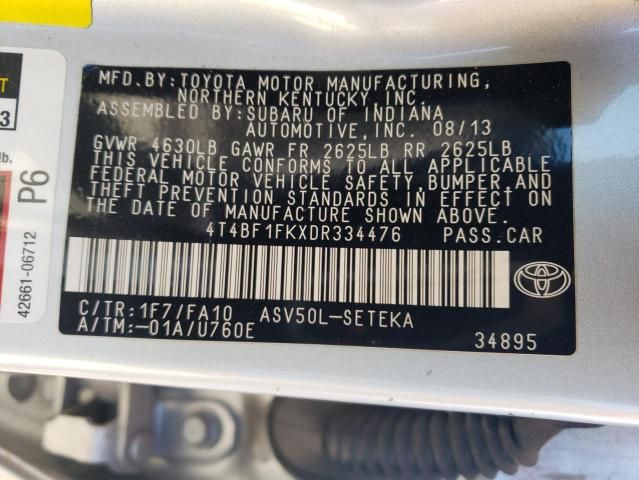 MFD.BY:TOYOTA MOTOR MANUFACTURING,
NORTHERN KENTUCKY,INC.
ASSEMBLED BY:SUBARU OF INDIANA
AUTOMOTIVE,INC. 08/13
GVWR 4630LB GAWR FR 2625LB RR 2625LB
THIS VEHICLE CONFORMS TO ALL APPLICABLE
FEDERAL MOTOR VEHICLE SAFETY,BUMPER,AND
THEFT PREVENTION STANDARDS IN EFFECT ON
THE DATE OF MANUFACTURE SHOWN ABOVE.
4T4BF1FKXDR334476 PASS.CAR
C/TR:1F7/FA10 ASV50L-SETEKA
A/TM:-01A/U760E
34895
P6
42661-06712
lb.
3